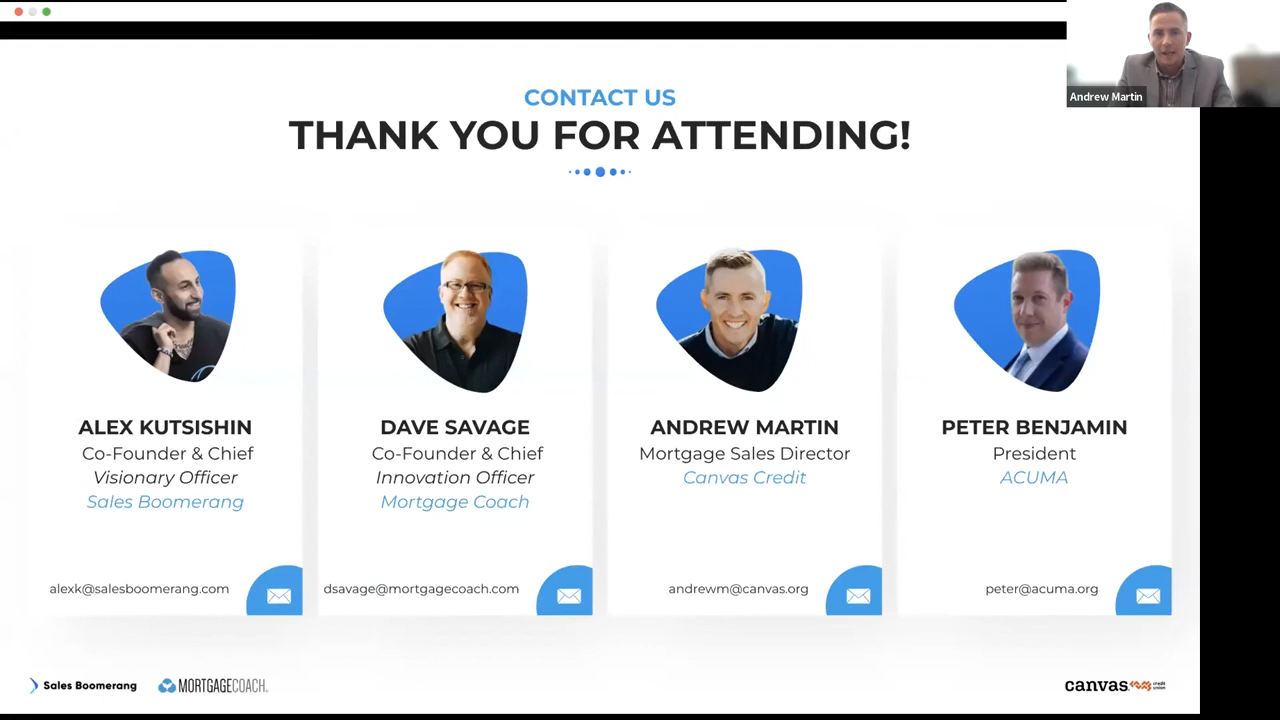 Andrew Martin
CONTACT US
THANK YOU FOR ATTENDING!
ALEX KUTSISHIN
Co-Founder & Chief
Visionary Officer
Sales Boomerang
alexk@salesboomerang.com
DAVE SAVAGE
Co-Founder & Chief
Innovation Officer
Mortgage Coach
dsavage@mortgagecoach.com
ANDREW MARTIN
Mortgage Sales Director
Canvas Credit
andrewm@canvas.org
PETER BENJAMIN
President
ACUMA
peter@acuma.org
Sales Boomerang
MORTGAGECOACH
canvas credit
union